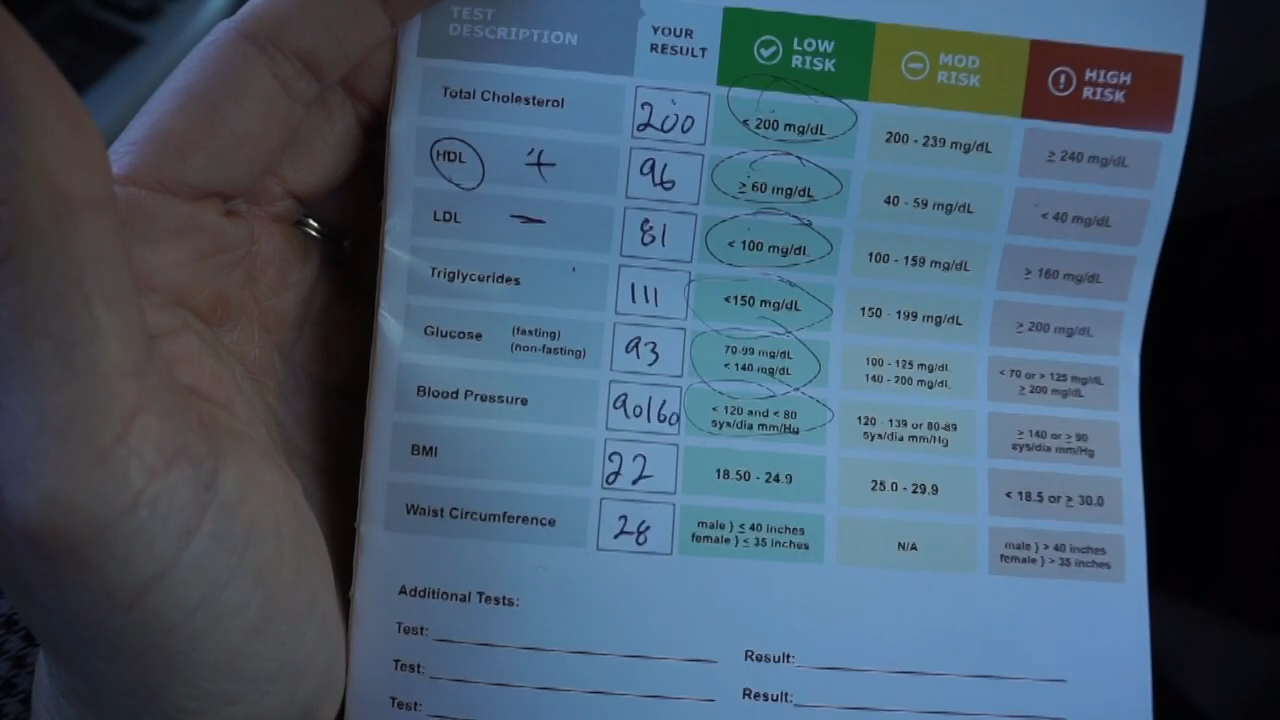 TEST DESCRIPTION YOUR RESULT LOW RISK MOD RISK HIGH RISK
Total Cholesterol 200 < 200 mg/dL 200 - 239 mg/dL ≥ 240 mg/dL
HDL + 96 ≥ 60 mg/dL 40 - 59 mg/dL < 40 mg/dL
LDL - 81 < 100 mg/dL 100 - 159 mg/dL ≥ 160 mg/dL
Triglycerides 111 <150 mg/dL 150 - 199 mg/dL ≥ 200 mg/dL
Glucose (fasting) 93 70-99 mg/dL 100 - 125 mg/dL < 70 or > 125 mg/dL
(non-fasting) < 140 mg/dL 140 - 200 mg/dL ≥ 200 mg/dL
Blood Pressure 90/60 < 120 and < 80 120 - 139 or 80-89 ≥ 140 or ≥ 90
sys/dia mm/Hg sys/dia mm/Hg sys/dia mm/Hg
BMI 22 18.50 - 24.9 25.0 - 29.9 < 18.5 or ≥ 30.0
Waist Circumference 28 male } ≤ 40 inches N/A male } > 40 inches
female } ≤ 35 inches female } > 35 inches
Additional Tests:
Test: Result:
Test: Result:
Test: